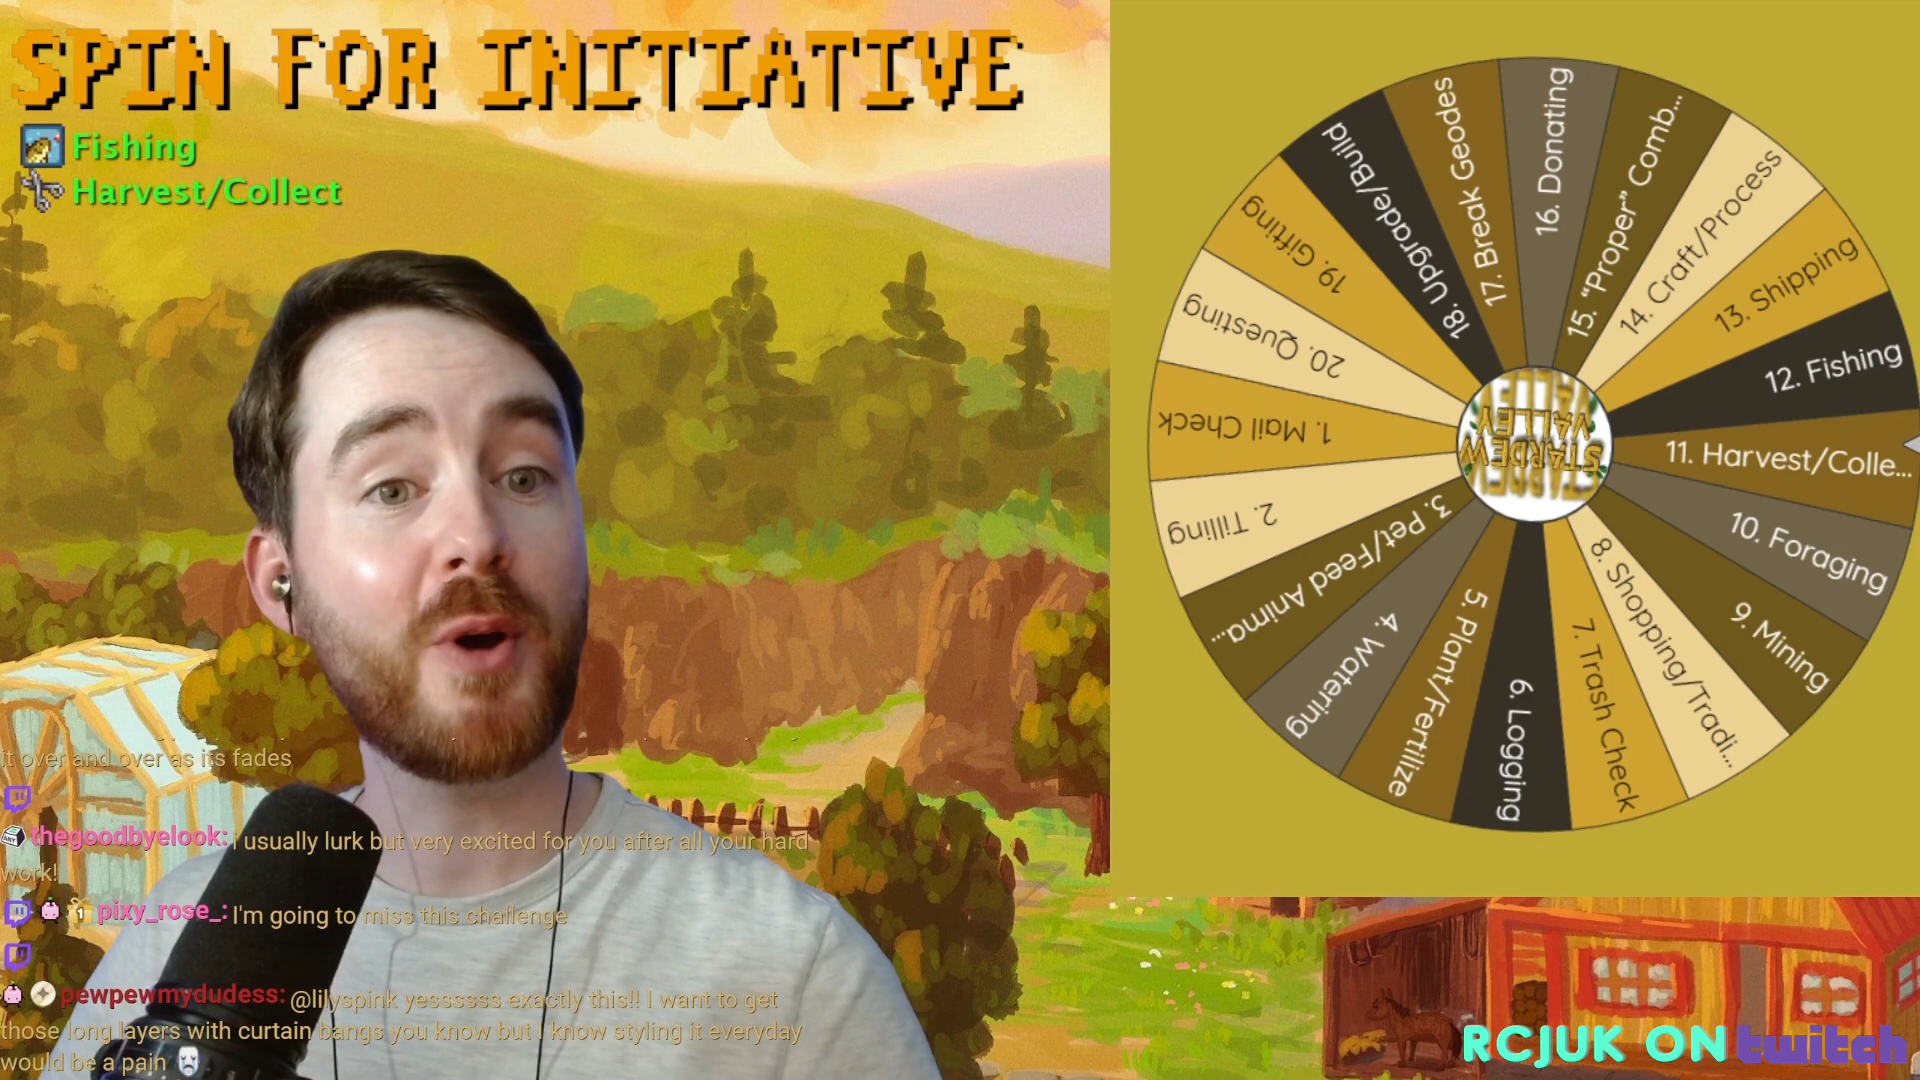 SPIN FOR INITIATIVE
Fishing
Harvest/Collect
it over and over as its fades
thegoodbyelook: i usually lurk but very excited for you after all your hard
work!
pixy_rose_: I'm going to miss this challenge
pewpewmydudess: @lilyspink yessssss exactly this!! I want to get
those long layers with curtain bangs you know but I know styling it everyday
would be a pain
1. Mail Check
2. Tilling
3. Pet/Feed Anima...
4. Watering
5. Plant/Fertilize
6. Logging
7. Trash Check
8. Shopping/Tradi...
9. Mining
10. Foraging
11. Harvest/Colle...
12. Fishing
13. Shipping
14. Craft/Process
15. "Proper" Comb...
16. Donating
17. Break Geodes
18. Upgrade/Build
19. Gifting
20. Questing
STARDEW
VALLEY
RCJUK ON twitch